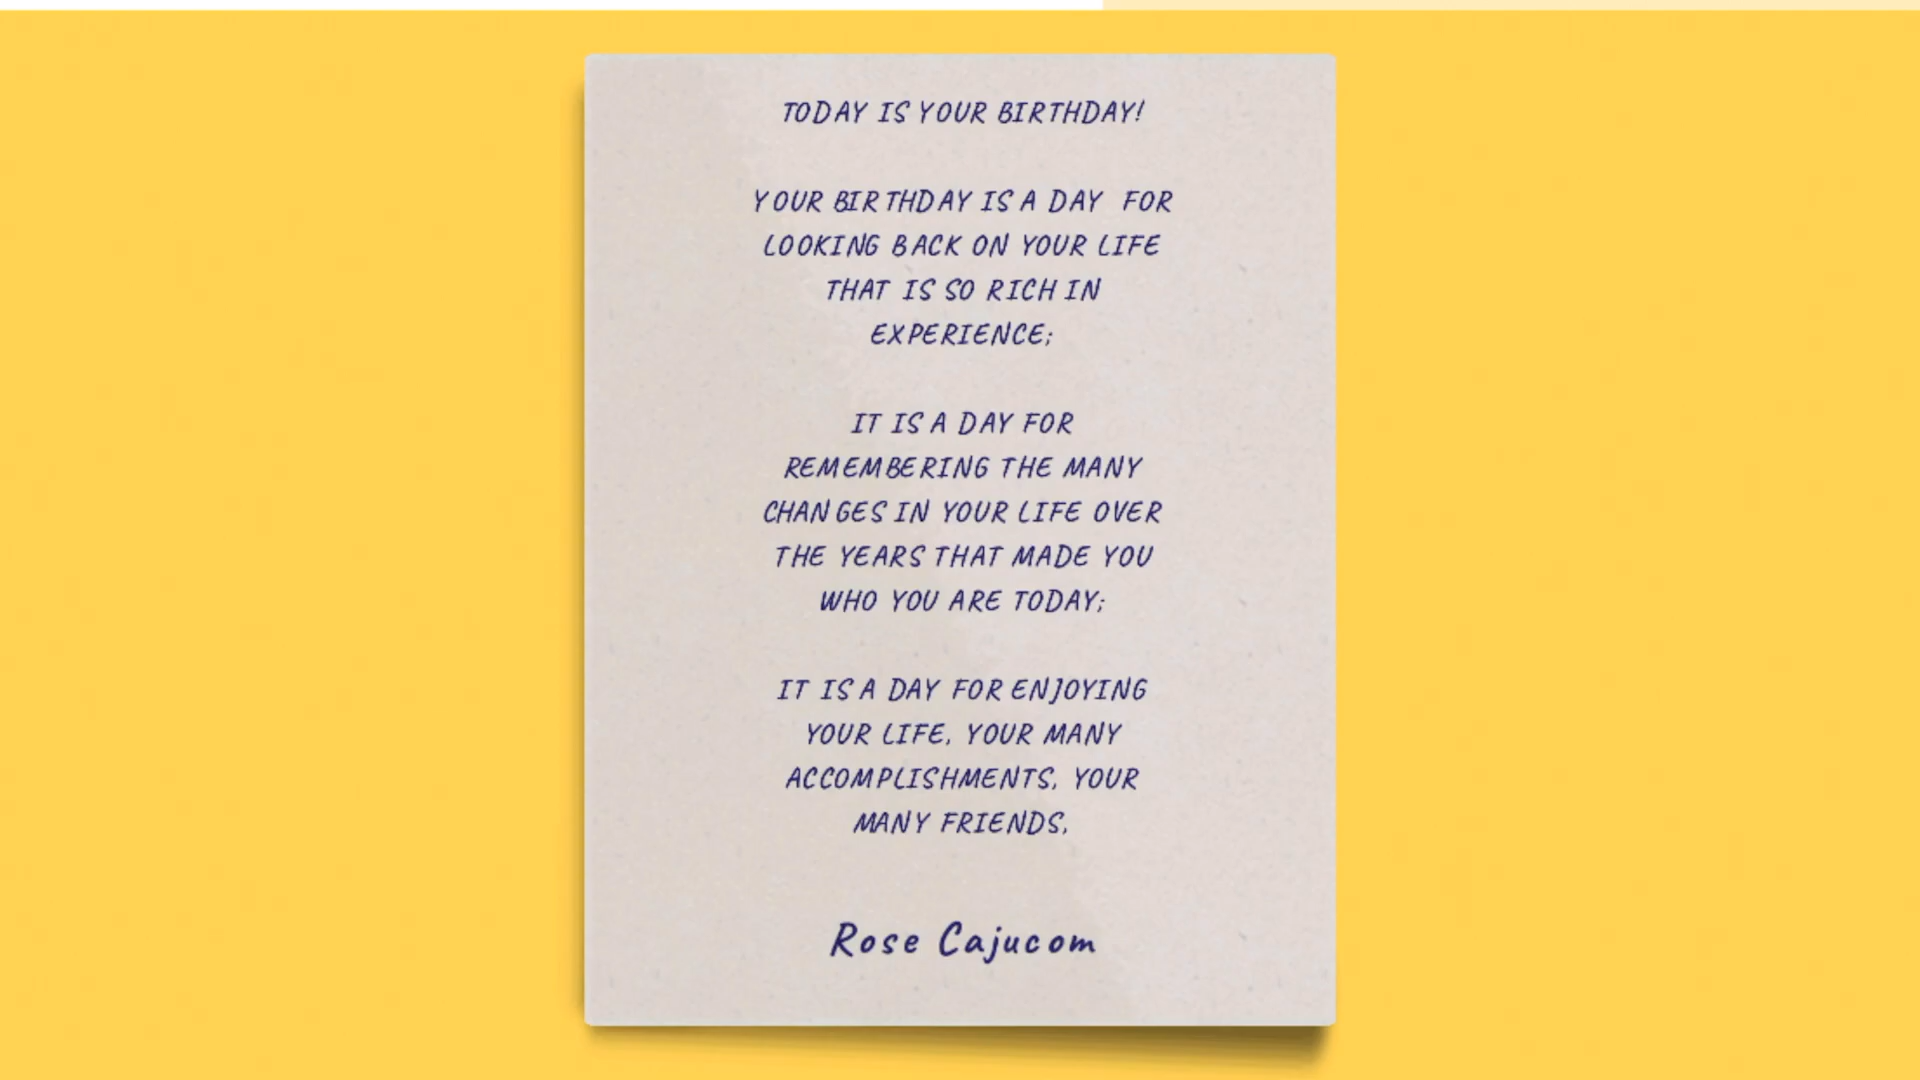 TODAY IS YOUR BIRTHDAY!
YOUR BIRTHDAY IS A DAY FOR
LOOKING BACK ON YOUR LIFE
THAT IS SO RICH IN
EXPERIENCE;
IT IS A DAY FOR
REMEMBERING THE MANY
CHANGES IN YOUR LIFE OVER
THE YEARS THAT MADE YOU
WHO YOU ARE TODAY;
IT IS A DAY FOR ENJOYING
YOUR LIFE, YOUR MANY
ACCOMPLISHMENTS, YOUR
MANY FRIENDS,
Rose Cajucom